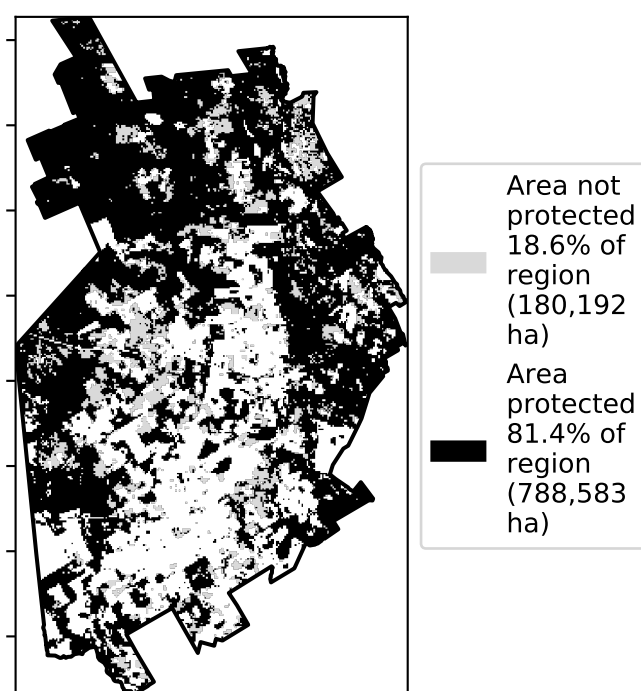 Area not
protected
18.6% of
region
(180,192
ha)
Area
protected
81.4% of
region
(788,583
ha)